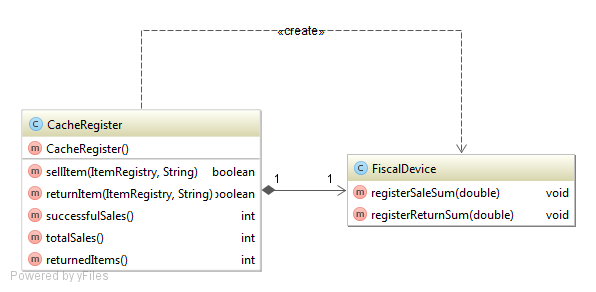 «create»
CacheRegister
CacheRegister()
sellItem(ItemRegistry, String) boolean
returnItem(ItemRegistry, String) boolean
successfulSales() int
totalSales() int
returnedItems() int
1 1
FiscalDevice
registerSaleSum(double) void
registerReturnSum(double) void
Powered by yFiles